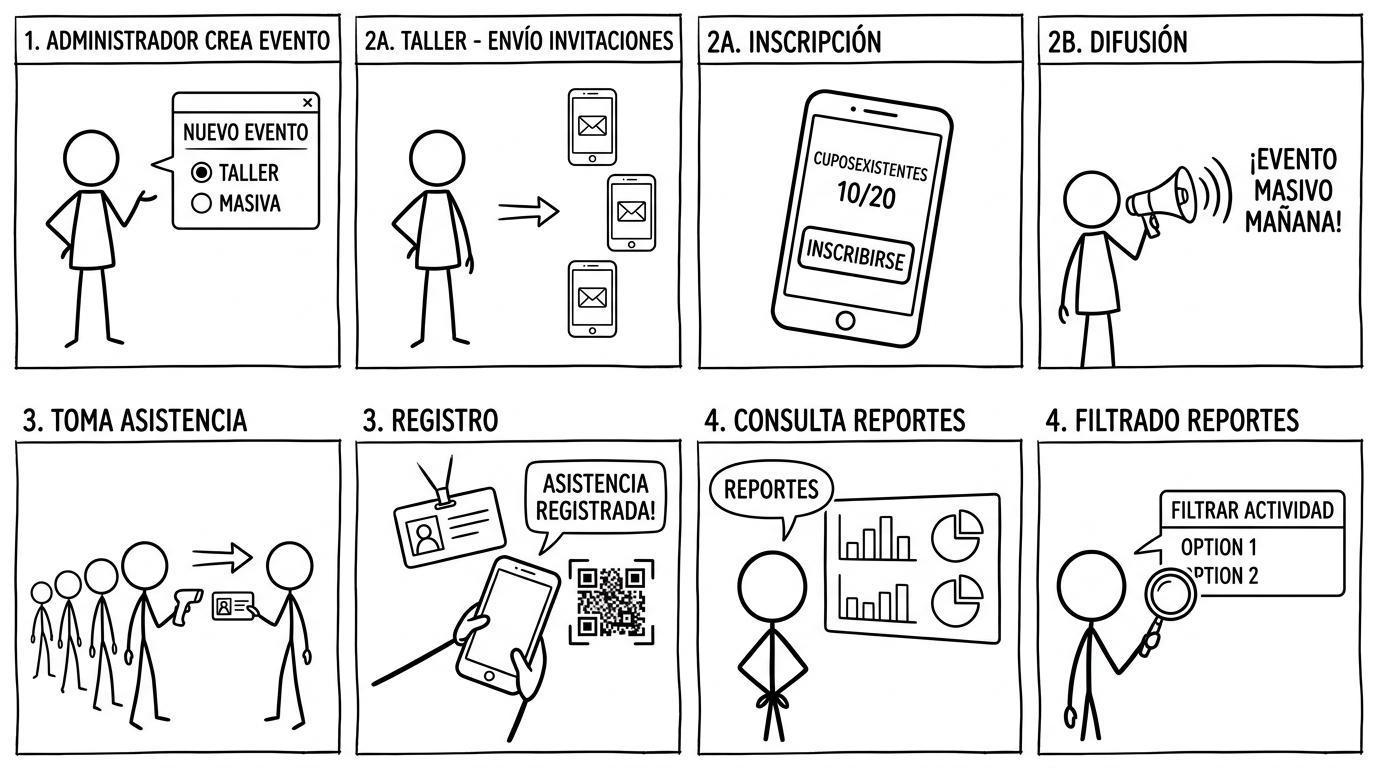 1. ADMINISTRADOR CREA EVENTO
NUEVO EVENTO
TALLER
MASIVA
2A. TALLER - ENVÍO INVITACIONES
2A. INSCRIPCIÓN
CUPOSEXISTENTES
10/20
INSCRIBIRSE
2B. DIFUSIÓN
¡EVENTO
MASIVO
MAÑANA!
3. TOMA ASISTENCIA
3. REGISTRO
ASISTENCIA
REGISTRADA!
4. CONSULTA REPORTES
REPORTES
4. FILTRADO REPORTES
FILTRAR ACTIVIDAD
OPTION 1
OPTION 2